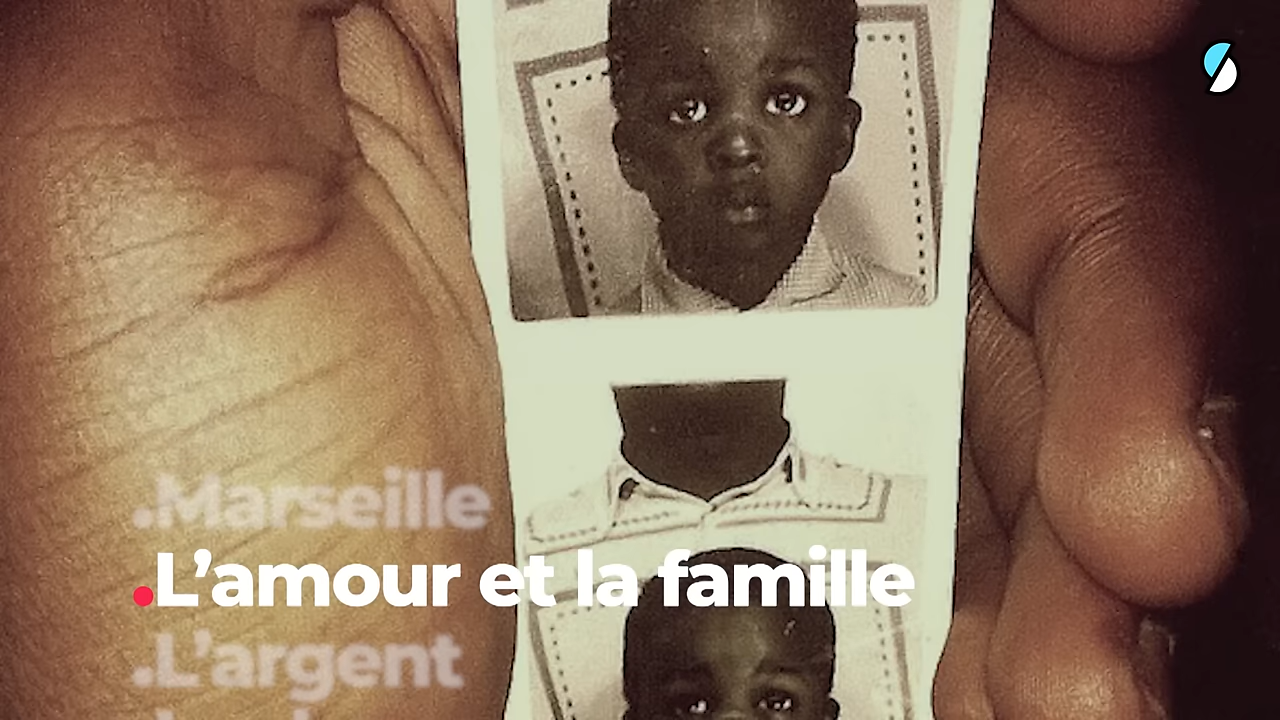 .Marseille
.L’amour et la famille
.L’argent